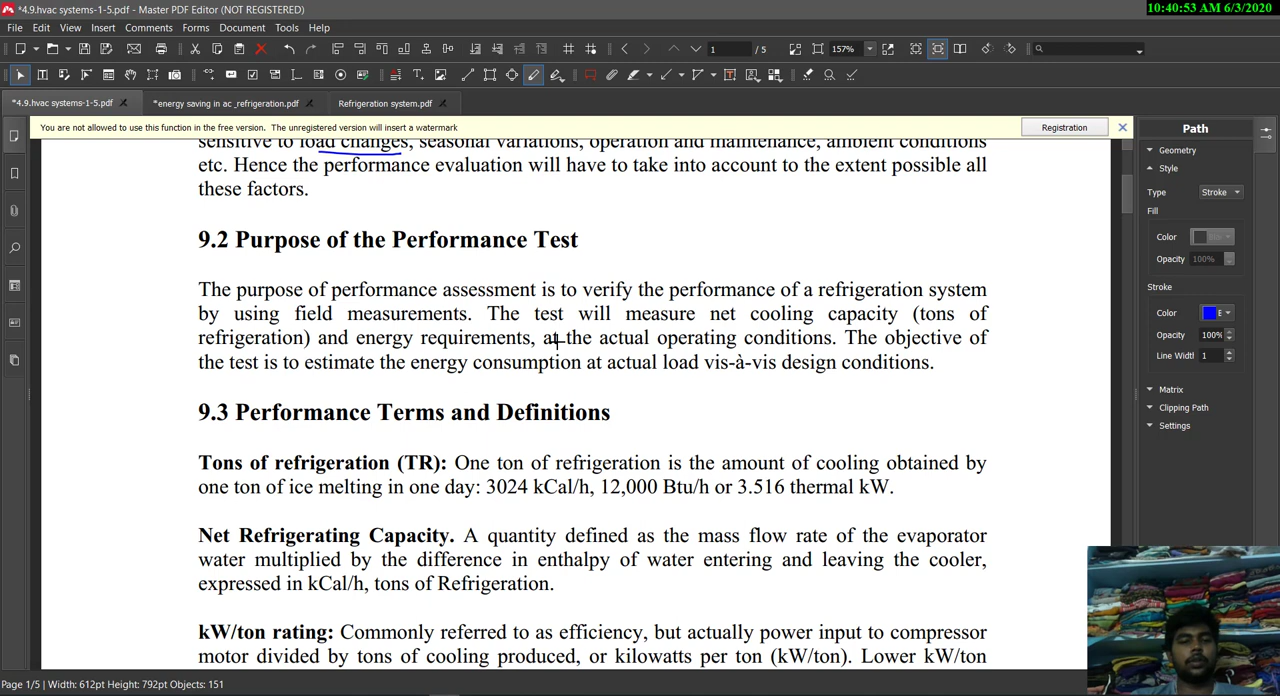 *4.9.hvac systems-1-5.pdf - Master PDF Editor (NOT REGISTERED)
10:40:53 AM 6/3/2020
File Edit View Insert Comments Forms Document Tools Help
1 / 5 157%
*4.9.hvac systems-1-5.pdf *energy saving in ac _refrigeration.pdf Refrigeration system.pdf
You are not allowed to use this function in the free version. The unregistered version will insert a watermark Registration
sensitive to load changes, seasonal variations, operation and maintenance, ambient conditions
etc. Hence the performance evaluation will have to take into account to the extent possible all
these factors.
9.2 Purpose of the Performance Test
The purpose of performance assessment is to verify the performance of a refrigeration system
by using field measurements. The test will measure net cooling capacity (tons of
refrigeration) and energy requirements, at the actual operating conditions. The objective of
the test is to estimate the energy consumption at actual load vis-à-vis design conditions.
9.3 Performance Terms and Definitions
Tons of refrigeration (TR): One ton of refrigeration is the amount of cooling obtained by
one ton of ice melting in one day: 3024 kCal/h, 12,000 Btu/h or 3.516 thermal kW.
Net Refrigerating Capacity. A quantity defined as the mass flow rate of the evaporator
water multiplied by the difference in enthalpy of water entering and leaving the cooler,
expressed in kCal/h, tons of Refrigeration.
kW/ton rating: Commonly referred to as efficiency, but actually power input to compressor
motor divided by tons of cooling produced, or kilowatts per ton (kW/ton). Lower kW/ton
Path
Geometry
Style
Type Stroke
Fill
Color
Opacity 100%
Stroke
Color
Opacity 100%
Line Width 1
Matrix
Clipping Path
Settings
Page 1/5 | Width: 612pt Height: 792pt Objects: 151